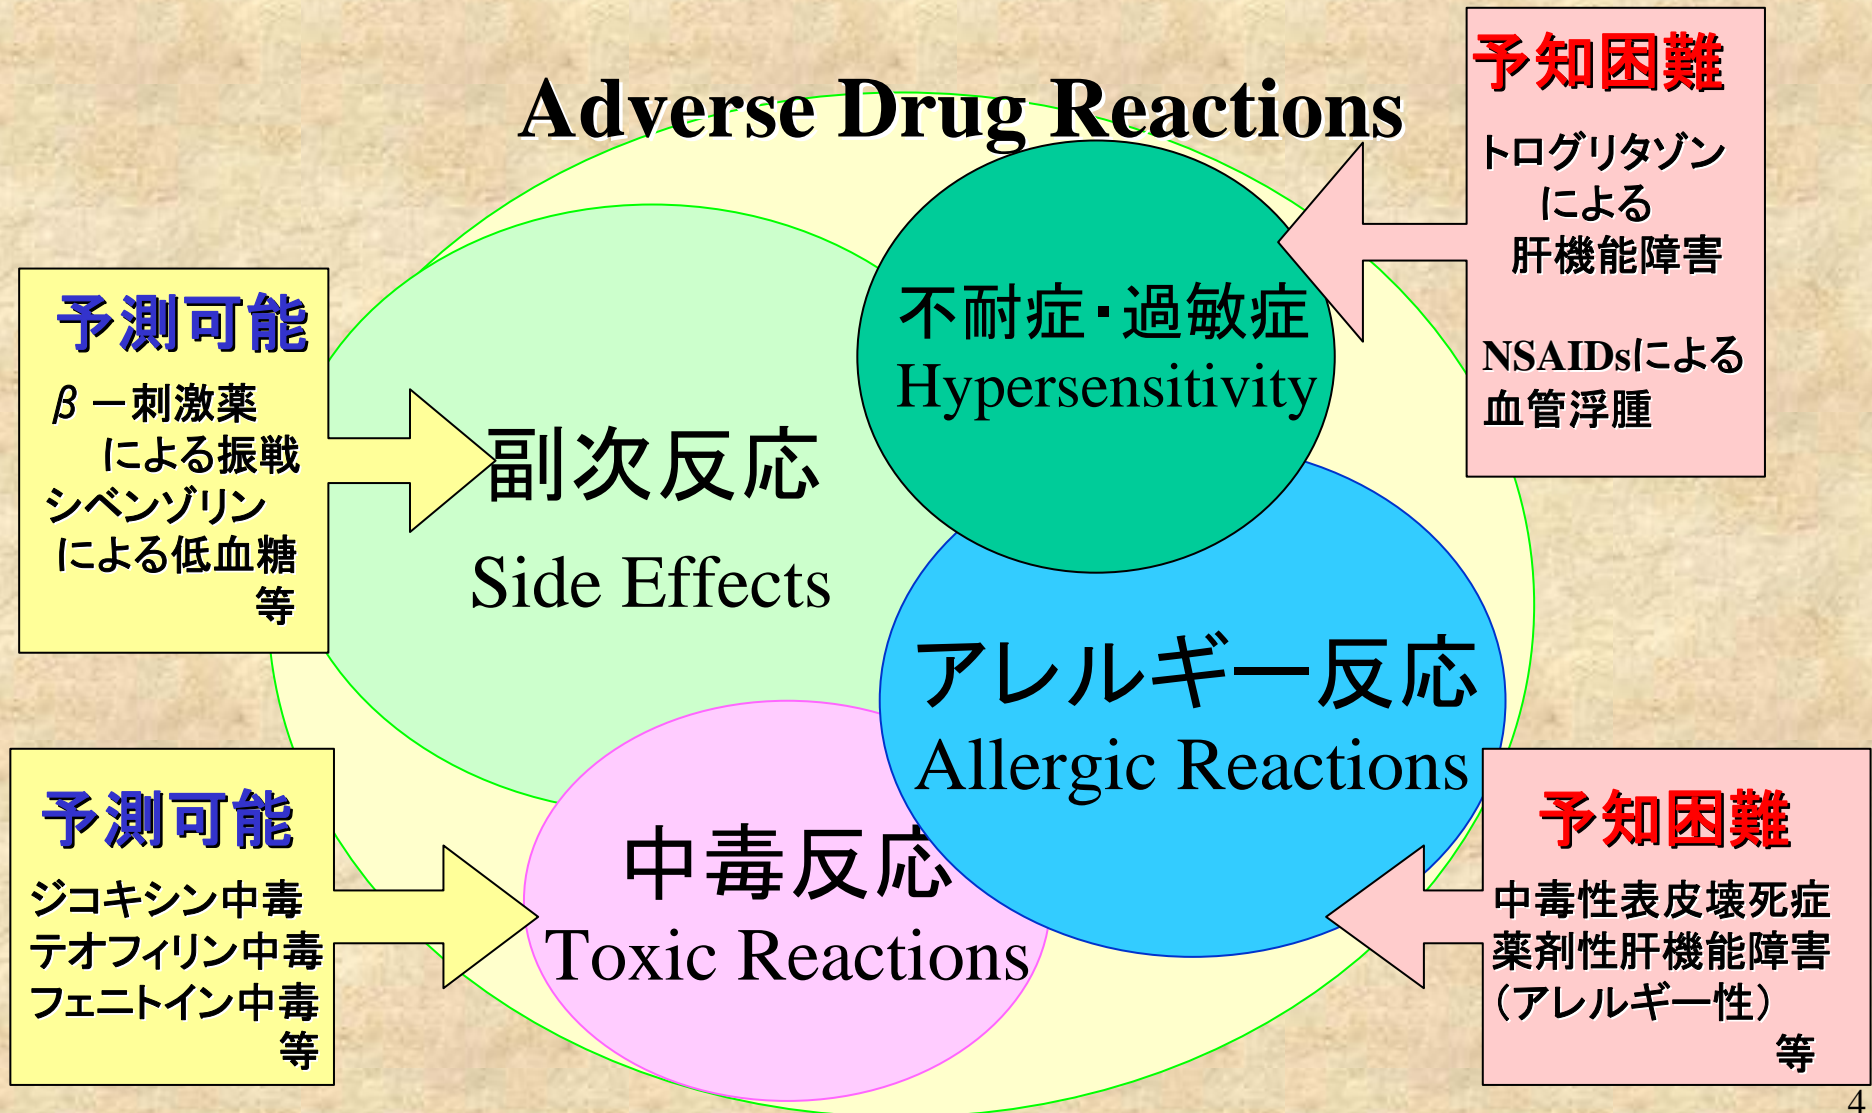 Adverse Drug Reactions
予知困難
トログリタゾン
による
肝機能障害
NSAIDsによる
血管浮腫
不耐症・過敏症
Hypersensitivity
予測可能
β－刺激薬
による振戦
シベンゾリン
による低血糖
等
副次反応
Side Effects
アレルギー反応
Allergic Reactions
予測可能
ジコキシン中毒
テオフィリン中毒
フェニトイン中毒
等
中毒反応
Toxic Reactions
予知困難
中毒性表皮壊死症
薬剤性肝機能障害
（アレルギー性）
等
4